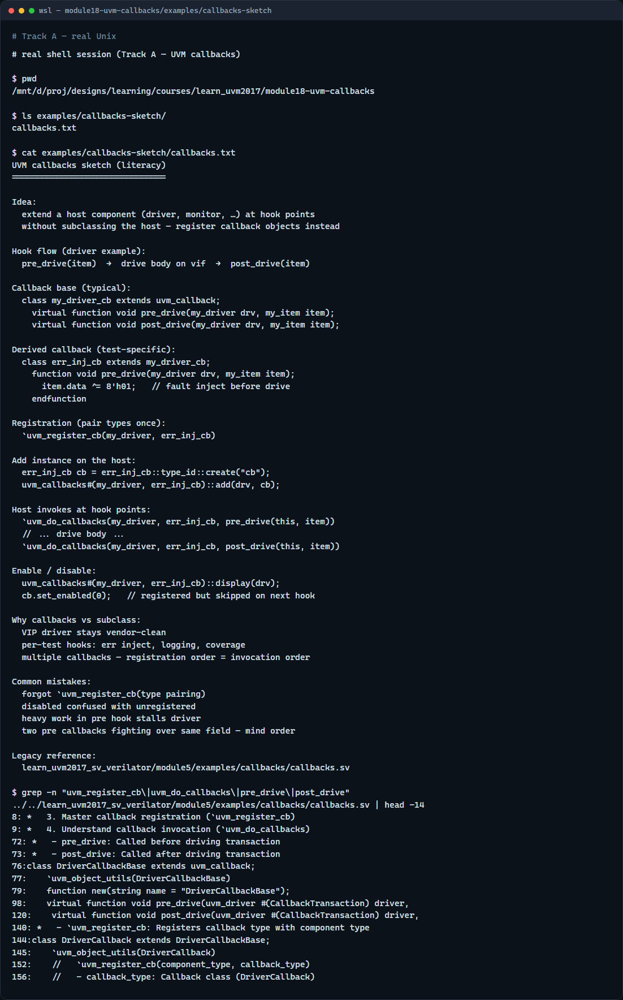 wsl — module18-uvm-callbacks/examples/callbacks-sketch
# Track A — real Unix
# real shell session (Track A — UVM callbacks)
$ pwd
/mnt/d/proj/designs/learning/courses/learn_uvm2017/module18-uvm-callbacks
$ ls examples/callbacks-sketch/
callbacks.txt
$ cat examples/callbacks-sketch/callbacks.txt
UVM callbacks sketch (literacy)
===============================
Idea:
extend a host component (driver, monitor, …) at hook points
without subclassing the host — register callback objects instead
Hook flow (driver example):
pre_drive(item) → drive body on vif → post_drive(item)
Callback base (typical):
class my_driver_cb extends uvm_callback;
virtual function void pre_drive(my_driver drv, my_item item);
virtual function void post_drive(my_driver drv, my_item item);
Derived callback (test-specific):
class err_inj_cb extends my_driver_cb;
function void pre_drive(my_driver drv, my_item item);
item.data ^= 8'h01;   // fault inject before drive
endfunction
Registration (pair types once):
`uvm_register_cb(my_driver, err_inj_cb)
Add instance on the host:
err_inj_cb cb = err_inj_cb::type_id::create("cb");
uvm_callbacks#(my_driver, err_inj_cb)::add(drv, cb);
Host invokes at hook points:
`uvm_do_callbacks(my_driver, err_inj_cb, pre_drive(this, item))
// ... drive body ...
`uvm_do_callbacks(my_driver, err_inj_cb, post_drive(this, item))
Enable / disable:
uvm_callbacks#(my_driver, err_inj_cb)::display(drv);
cb.set_enabled(0);   // registered but skipped on next hook
Why callbacks vs subclass:
VIP driver stays vendor-clean
per-test hooks: err inject, logging, coverage
multiple callbacks — registration order = invocation order
Common mistakes:
forgot `uvm_register_cb(type pairing)
disabled confused with unregistered
heavy work in pre hook stalls driver
two pre callbacks fighting over same field — mind order
Legacy reference:
learn_uvm2017_sv_verilator/module5/examples/callbacks/callbacks.sv
$ grep -n "uvm_register_cb\|uvm_do_callbacks\|pre_drive\|post_drive"
../../learn_uvm2017_sv_verilator/module5/examples/callbacks/callbacks.sv | head -14
8: *   3. Master callback registration (`uvm_register_cb)
9: *   4. Understand callback invocation (`uvm_do_callbacks)
72: *   - pre_drive: Called before driving transaction
73: *   - post_drive: Called after driving transaction
76:class DriverCallbackBase extends uvm_callback;
77:    `uvm_object_utils(DriverCallbackBase)
79:    function new(string name = "DriverCallbackBase");
98:    virtual function void pre_drive(uvm_driver #(CallbackTransaction) driver,
120:    virtual function void post_drive(uvm_driver #(CallbackTransaction) driver,
140: *   - `uvm_register_cb: Registers callback type with component type
144:class DriverCallback extends DriverCallbackBase;
145:    `uvm_object_utils(DriverCallback)
152:    //   `uvm_register_cb(component_type, callback_type)
156:    //   - callback_type: Callback class (DriverCallback)